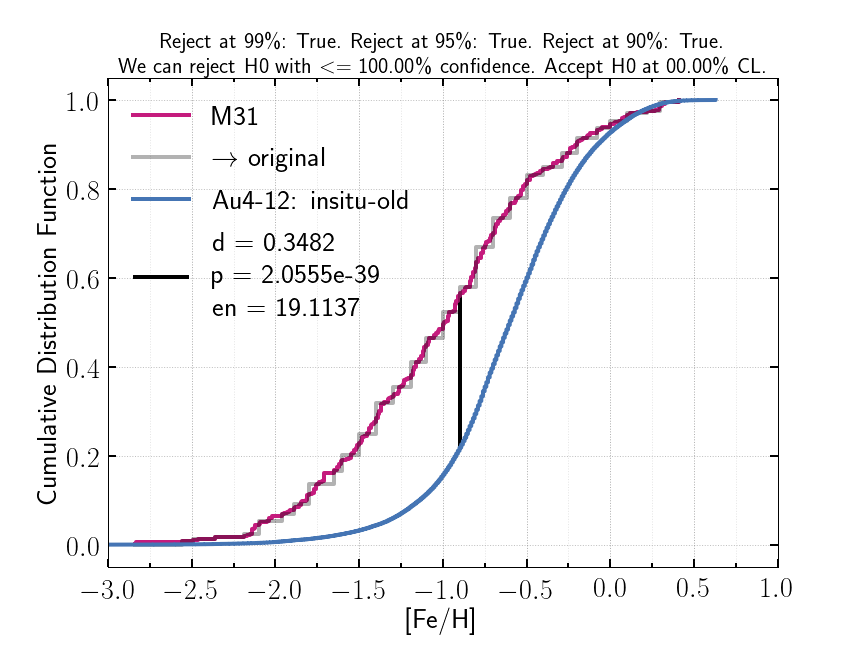 Reject at 99%: True. Reject at 95%: True. Reject at 90%: True.
We can reject H0 with <= 100.00% confidence. Accept H0 at 00.00% CL.
M31
→ original
Au4-12: insitu-old
d = 0.3482
p = 2.0555e-39
en = 19.1137
Cumulative Distribution Function
1.0
0.8
0.6
0.4
0.2
0.0
−3.0 −2.5 −2.0 −1.5 −1.0 −0.5 0.0 0.5 1.0
[Fe/H]